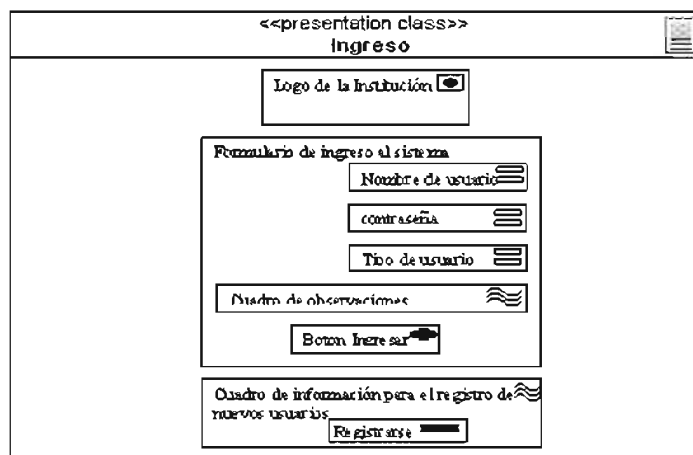 <<presentation class>>
Ingreso
Logo de la Institución
Formulario de ingreso al sistema
Nombre de usuario
contraseña
Tipo de usuario
Cuadro de observaciones
Boton Ingresar
Cuadro de información para el registro de
nuevos usuarios
Registrarse